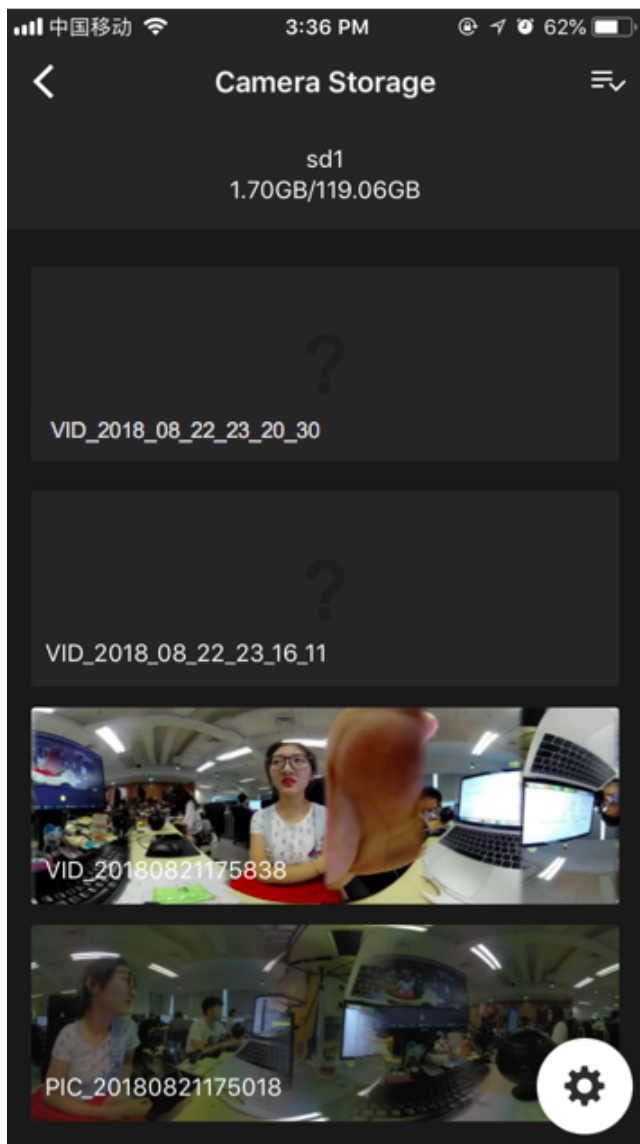 中国移动 3:36 PM 62%
Camera Storage
sd1
1.70GB/119.06GB
VID_2018_08_22_23_20_30
VID_2018_08_22_23_16_11
VID_20180821175838
PIC_20180821175018